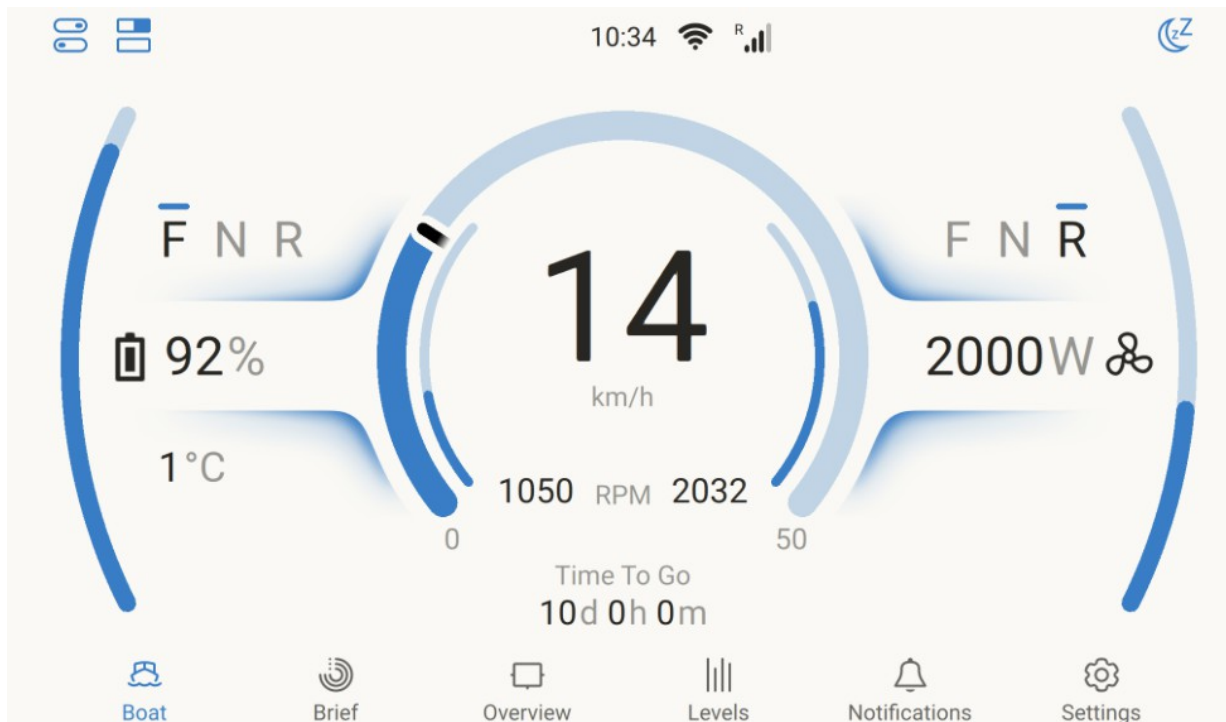 10:34 R
zZ
F N R
F N R
14
km/h
92%
2000W
1°C
1050 RPM 2032
0 50
Time To Go
10d 0h 0m
Boat Brief Overview Levels Notifications Settings